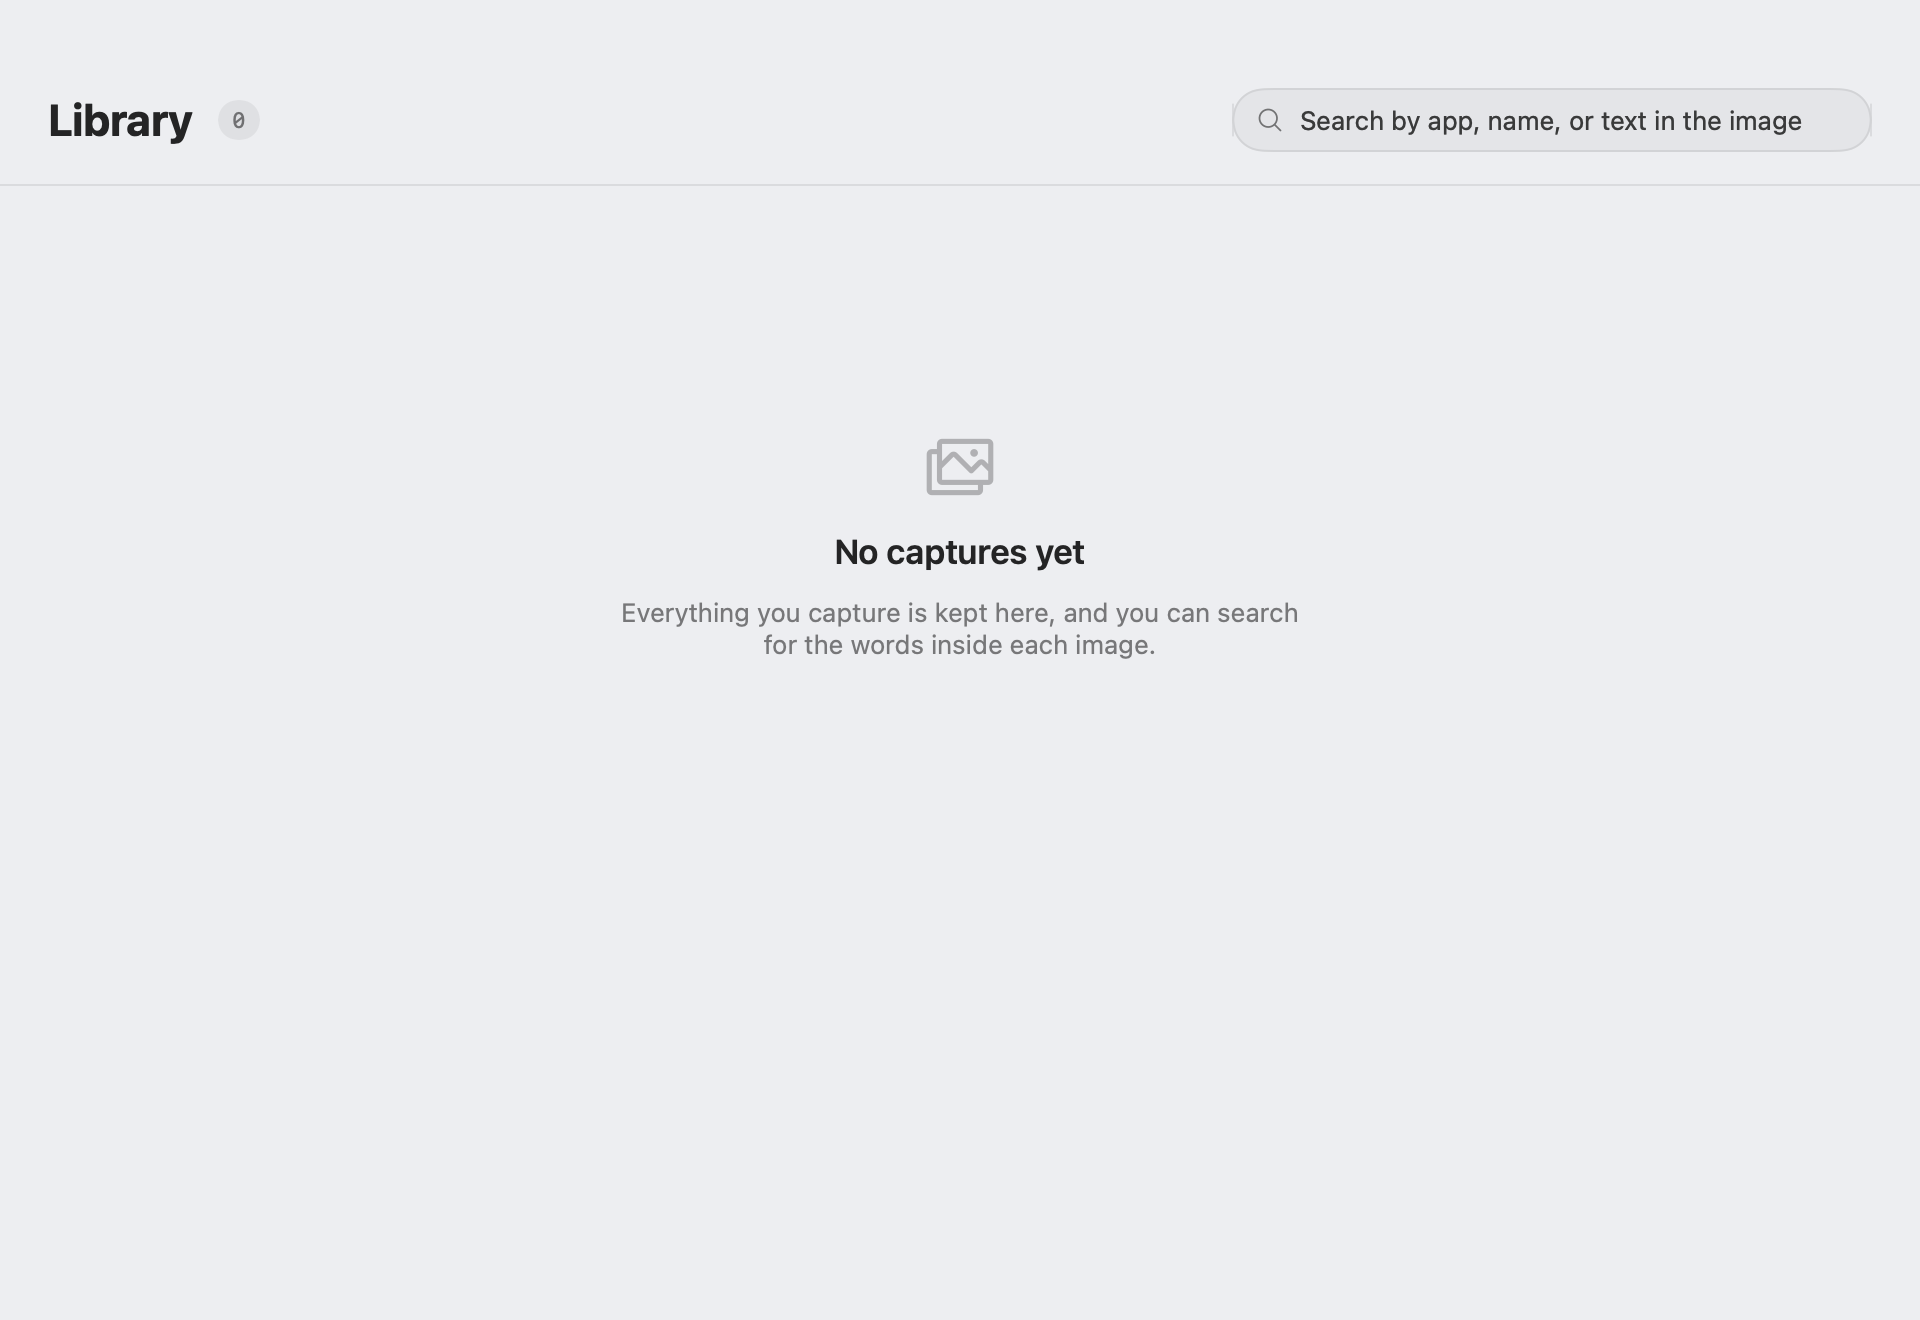 Library
0
Search by app, name, or text in the image
No captures yet
Everything you capture is kept here, and you can search
for the words inside each image.